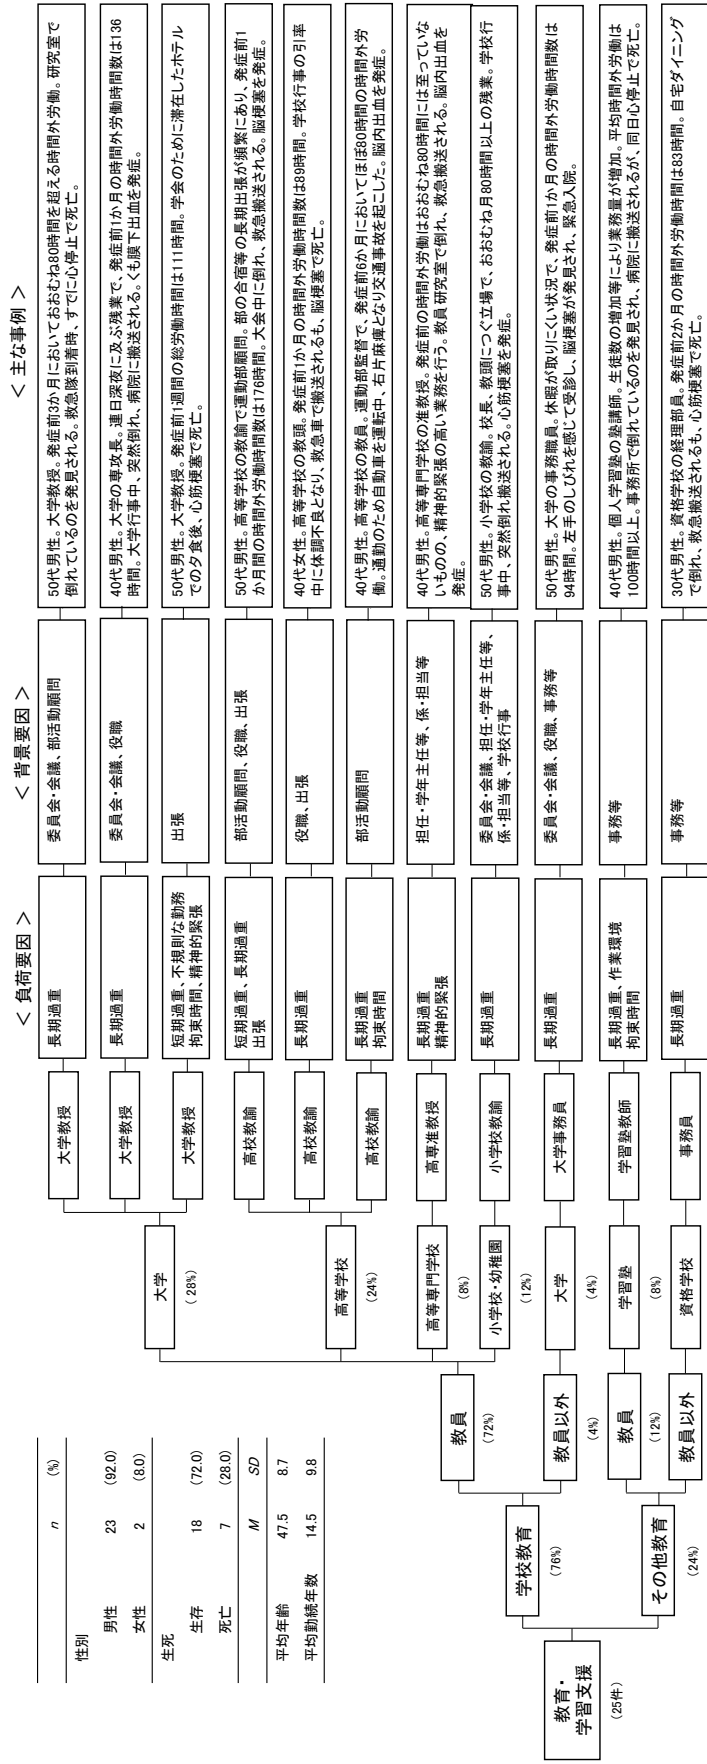 ＜ 負荷要因 ＞
＜ 背景要因 ＞
＜ 主な事例 ＞
n
(%)
性別
男性
23
(92.0)
女性
2
(8.0)
生死
生存
18
(72.0)
死亡
7
(28.0)
M
SD
平均年齢
47.5
8.7
平均勤続年数
14.5
9.8
教育・
学習支援
(25件)
学校教育
(76%)
その他教育
(24%)
教員
(72%)
教員以外
(4%)
教員
(12%)
教員以外
大学
( 28%)
高等学校
(24%)
高等専門学校
(8%)
小学校・幼稚園
(12%)
大学
(4%)
学習塾
(8%)
資格学校
大学教授
長期過重
委員会・会議、部活動顧問
50代男性。大学教授。発症前3か月においておおむね80時間を超える時間外労働。研究室で
倒れているのを発見される。救急隊到着時、すでに心停止で死亡。
大学教授
長期過重
委員会・会議、役職
40代男性。大学の専攻長。連日深夜に及ぶ残業で、発症前1か月の時間外労働時間数は136
時間。大学行事中、突然倒れ、病院に搬送される。くも膜下出血を発症。
大学教授
短期過重、不規則な勤務
拘束時間、精神的緊張
出張
50代男性。大学教授。発症前1週間の総労働時間は111時間。学会のために滞在したホテル
での夕食後、心筋梗塞で死亡。
高校教諭
短期過重、長期過重
出張
部活動顧問、役職、出張
50代男性。高等学校の教諭で運動部顧問。部の合宿等の長期出張が頻繁にあり、発症前1
か月間の時間外労働時間数は176時間。大会中に倒れ、救急搬送される。脳梗塞を発症。
高校教諭
長期過重
役職、出張
40代女性。高等学校の教頭。発症前1か月の時間外労働時間数は89時間。学校行事の引率
中に体調不良となり、救急車で搬送されるも、脳梗塞で死亡。
高校教諭
長期過重
拘束時間
部活動顧問
40代男性。高等学校の教員。運動部監督で、発症前6か月においてほぼ80時間の時間外労
働。通勤のため自動車を運転中、右片麻痺となり交通事故を起こした。脳内出血を発症。
高専准教授
長期過重
精神的緊張
担任・学年主任等、係・担当等
40代男性。高等専門学校の准教授。発症前の時間外労働はおおむね80時間には至っていな
いものの、精神的緊張の高い業務を行う。教員研究室で倒れ、救急搬送される。脳内出血を
発症。
小学校教諭
長期過重
委員会・会議、担任・学年主任等、
係・担当等、学校行事
50代男性。小学校の教諭。校長、教頭につぐ立場で、おおむね月80時間以上の残業。学校行
事中、突然倒れ搬送される。心筋梗塞を発症。
大学事務員
長期過重
委員会・会議、役職、事務等
50代男性。大学の事務職員。休暇が取りにくい状況で、発症前1か月の時間外労働時間数は
94時間。左手のしびれを感じて受診し、脳梗塞が発見され、緊急入院。
学習塾教師
長期過重、作業環境
拘束時間
事務等
40代男性。個人学習塾の塾講師。生徒数の増加等により業務量が増加。平均時間外労働は
100時間以上。事務所で倒れているのを発見され、病院に搬送されるが、同日心停止で死亡。
事務員
長期過重
事務等
30代男性。資格学校の経理部員。発症前2か月の時間外労働時間は83時間。自宅ダイニング
で倒れ、救急搬送されるも、心筋梗塞で死亡。